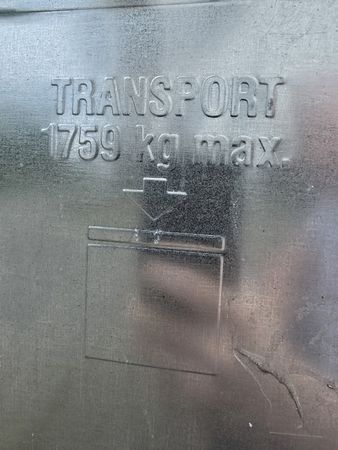 TRANSPORT
1759 kg max.